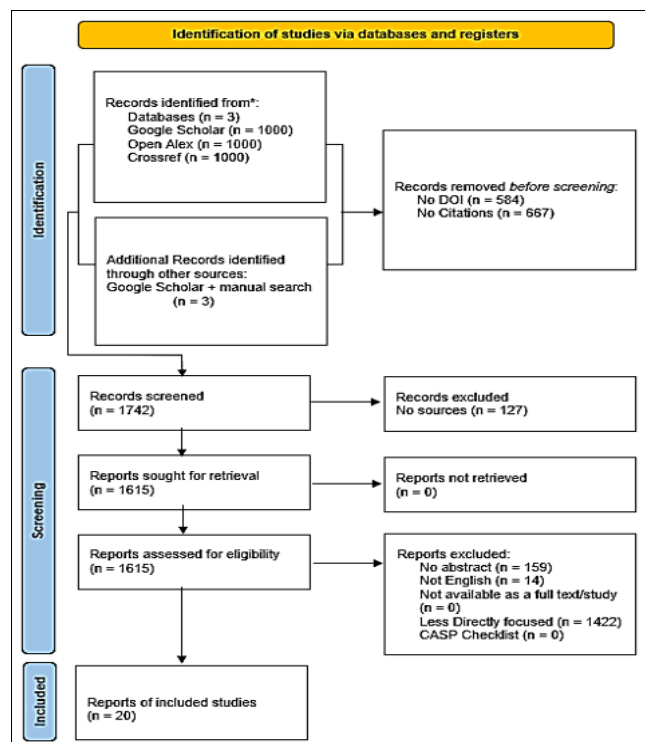 Identification of studies via databases and registers
Identification
Records identified from*:
Databases (n = 3)
Google Scholar (n = 1000)
Open Alex (n = 1000)
Crossref (n = 1000)
Records removed before screening:
No DOI (n = 584)
No Citations (n = 667)
Additional Records identified
through other sources:
Google Scholar + manual search
(n = 3)
Screening
Records screened
(n = 1742)
Records excluded
No sources (n = 127)
Reports sought for retrieval
(n = 1615)
Reports not retrieved
(n = 0)
Reports assessed for eligibility
(n = 1615)
Reports excluded:
No abstract (n = 159)
Not English (n = 14)
Not available as a full text/study
(n = 0)
Less Directly focused (n = 1422)
CASP Checklist (n = 0)
Included
Reports of included studies
(n = 20)